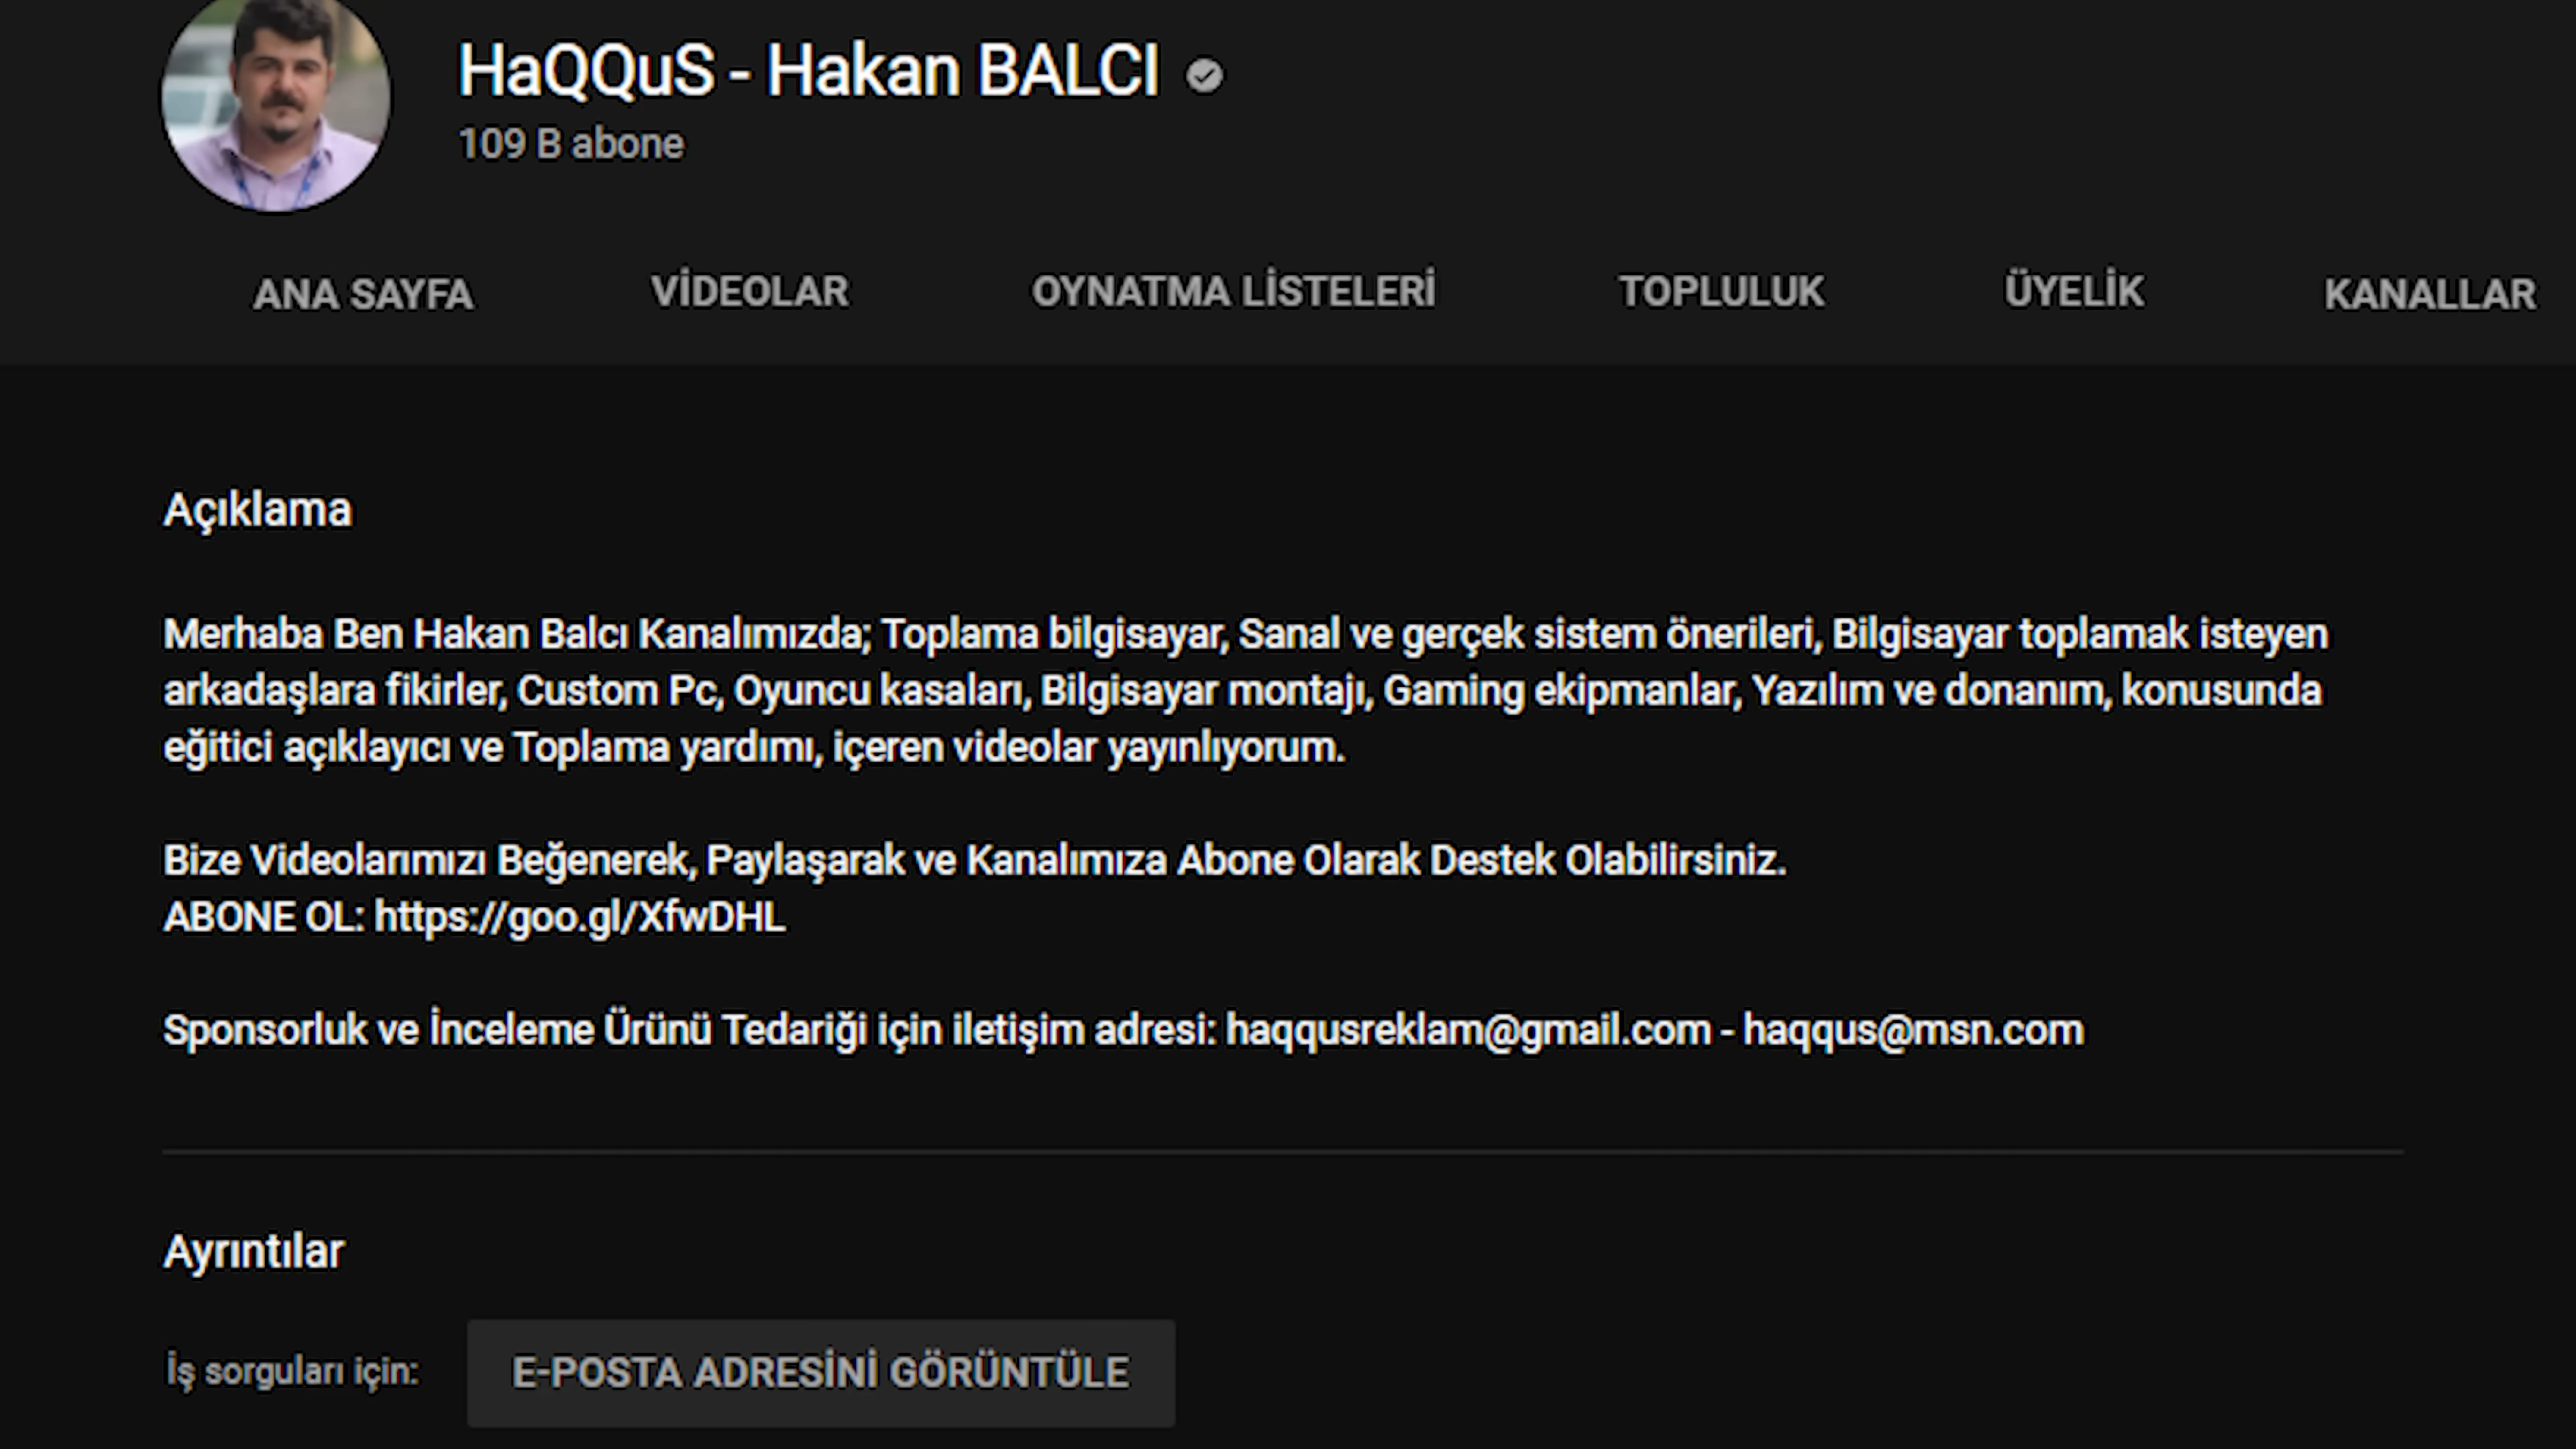 HaQQuS - Hakan BALCI
109 B abone
ANA SAYFA VİDEOLAR OYNATMA LİSTELERİ TOPLULUK ÜYELİK KANALLAR
Açıklama
Merhaba Ben Hakan Balcı Kanalımızda; Toplama bilgisayar, Sanal ve gerçek sistem önerileri, Bilgisayar toplamak isteyen
arkadaşlara fikirler, Custom Pc, Oyuncu kasaları, Bilgisayar montajı, Gaming ekipmanlar, Yazılım ve donanım, konusunda
eğitici açıklayıcı ve Toplama yardımı, içeren videolar yayınlıyorum.
Bize Videolarımızı Beğenerek, Paylaşarak ve Kanalımıza Abone Olarak Destek Olabilirsiniz.
ABONE OL: https://goo.gl/XfwDHL
Sponsorluk ve İnceleme Ürünü Tedariği için iletişim adresi: haqqusreklam@gmail.com - haqqus@msn.com
Ayrıntılar
İş sorguları için: E-POSTA ADRESİNİ GÖRÜNTÜLE